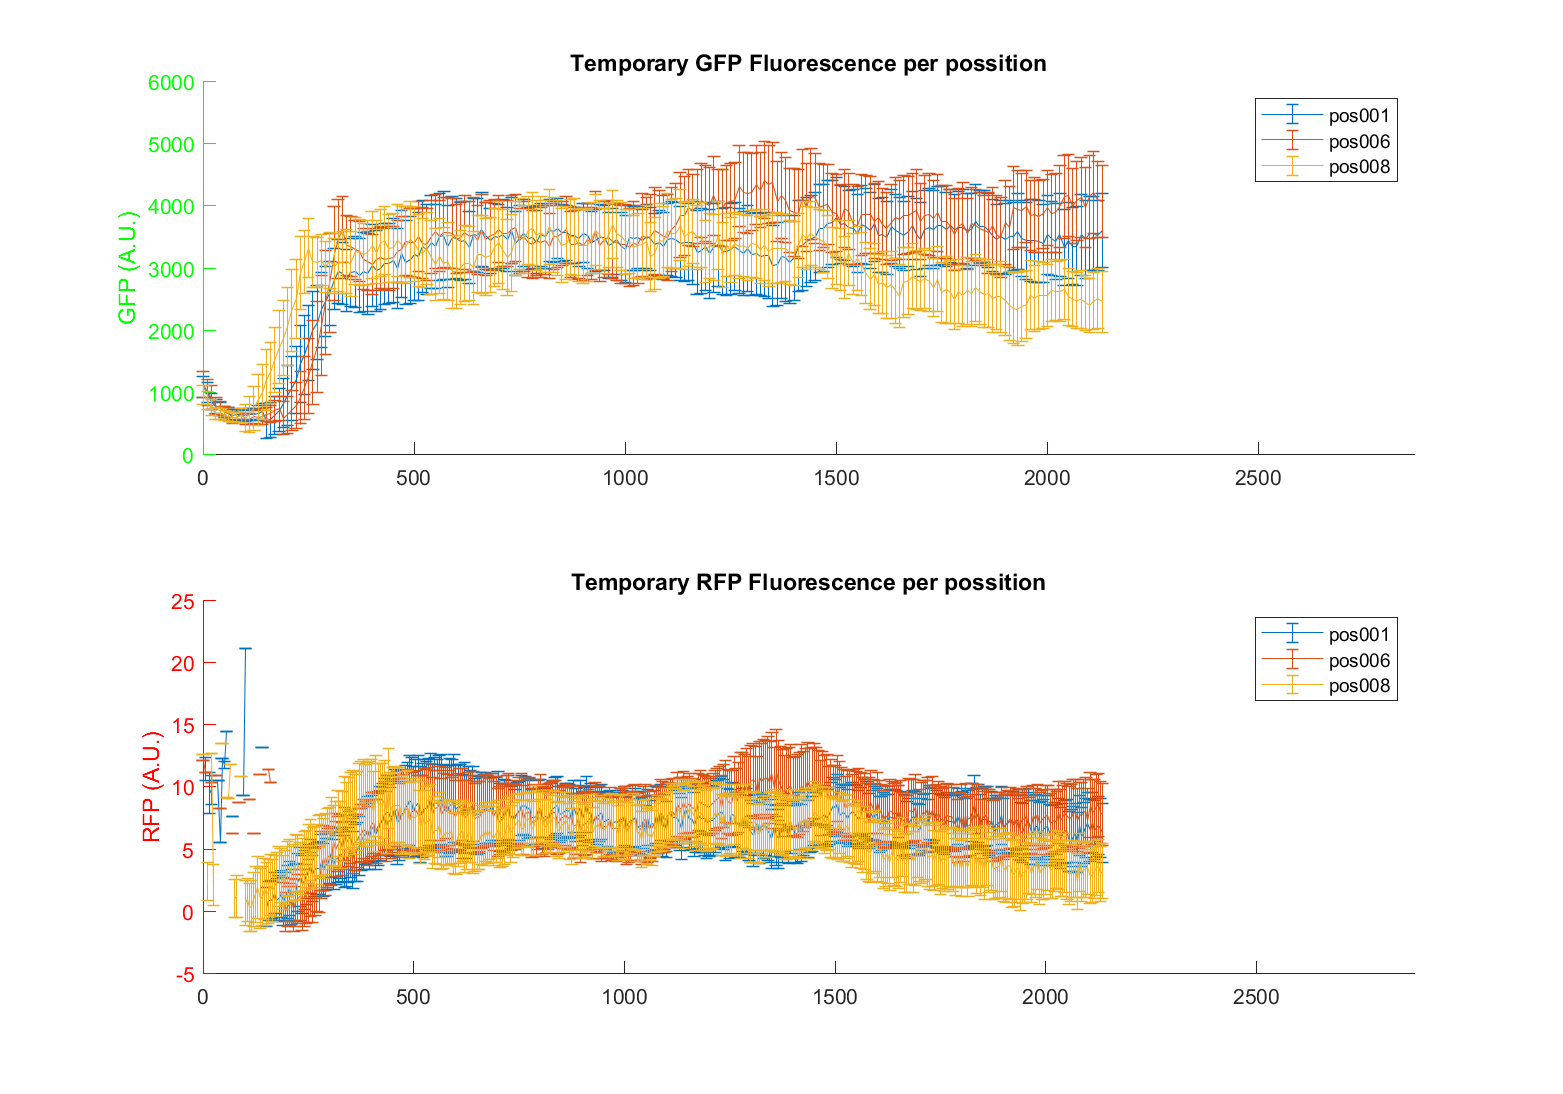 Temporary GFP Fluorescence per possition
6000
5000
4000
3000
2000
1000
0
GFP (A.U.)
0 500 1000 1500 2000 2500
pos001
pos006
pos008
Temporary RFP Fluorescence per possition
25
20
15
10
5
0
-5
RFP (A.U.)
0 500 1000 1500 2000 2500
pos001
pos006
pos008